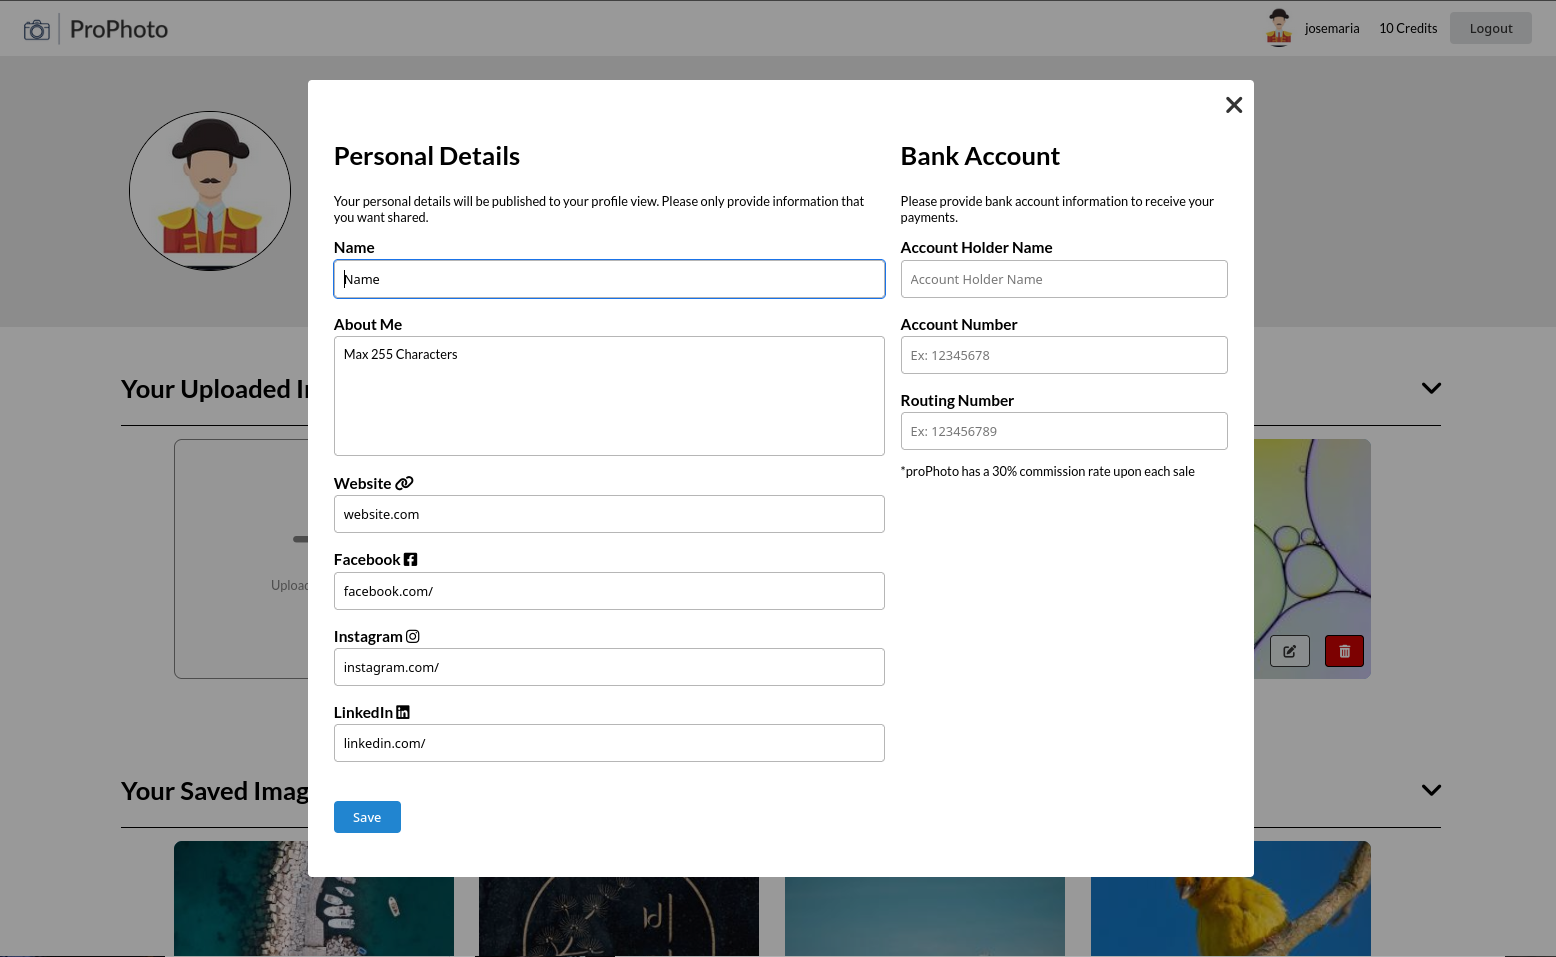 ProPhoto
josemaria
10 Credits
Logout
Personal Details
Your personal details will be published to your profile view. Please only provide information that
you want shared.
Name
Name
About Me
Max 255 Characters
Website
website.com
Facebook
facebook.com/
Instagram
instagram.com/
LinkedIn
linkedin.com/
Save
Bank Account
Please provide bank account information to receive your
payments.
Account Holder Name
Account Holder Name
Account Number
Ex: 12345678
Routing Number
Ex: 123456789
*proPhoto has a 30% commission rate upon each sale
Your Uploaded
Your Saved